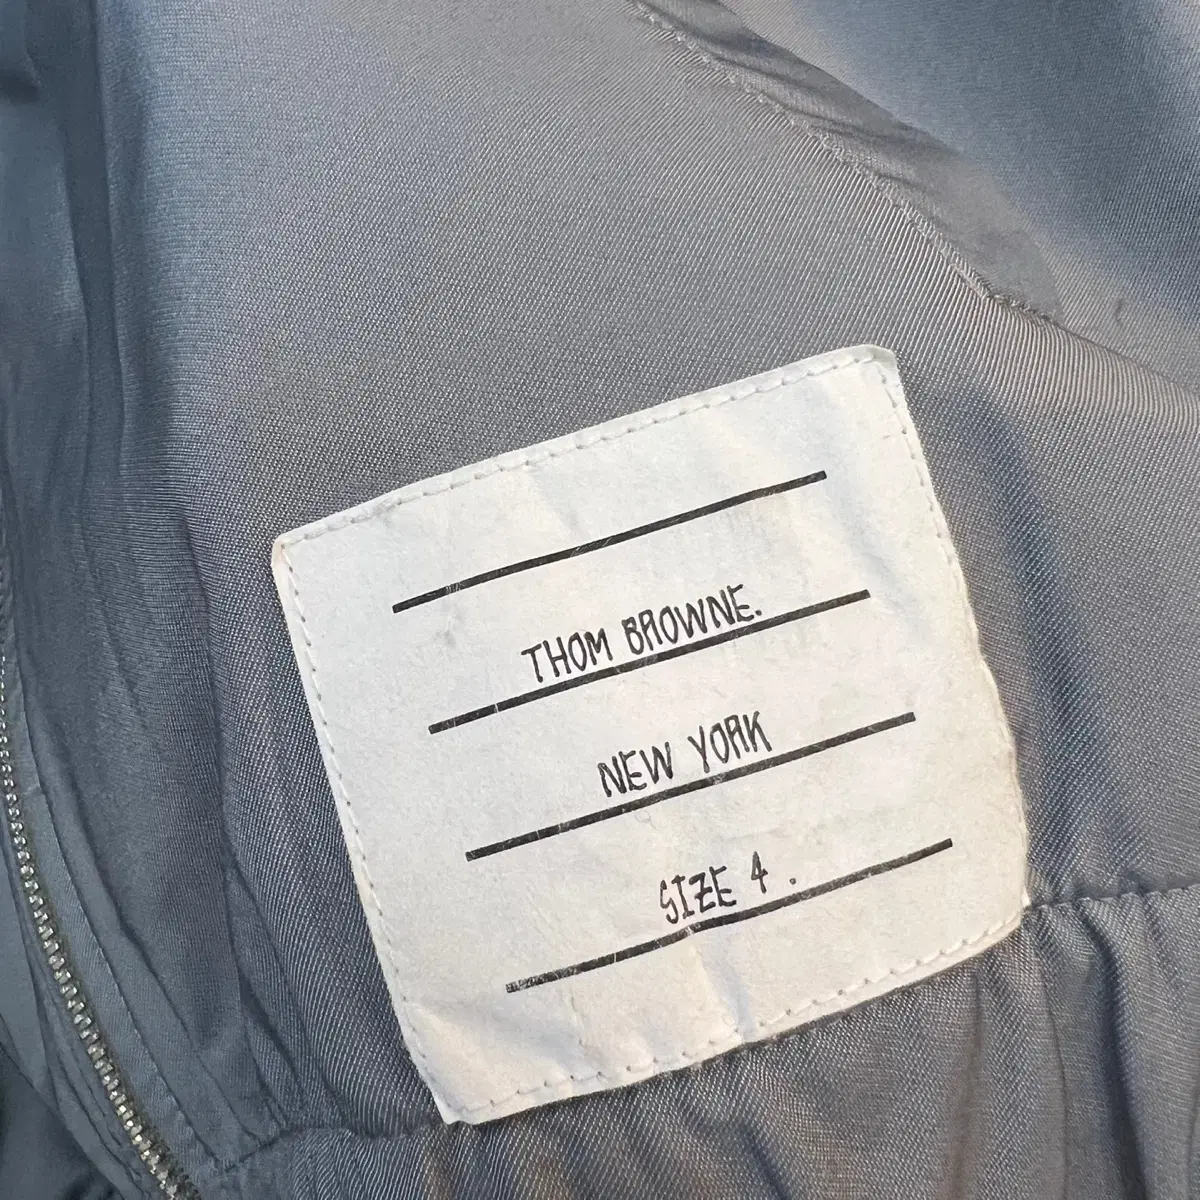 THOM BROWNE.
NEW YORK
SIZE 4 .